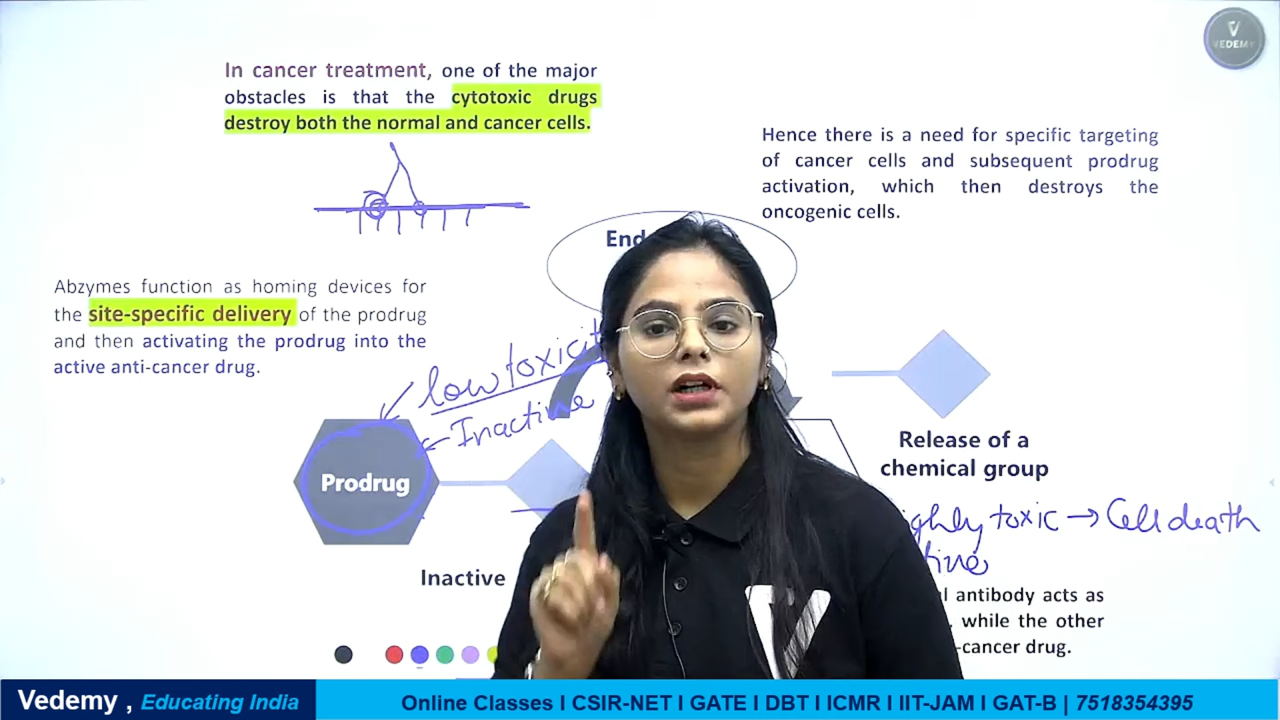 VEDEMY
In cancer treatment, one of the major
obstacles is that the cytotoxic drugs
destroy both the normal and cancer cells.
Hence there is a need for specific targeting
of cancer cells and subsequent prodrug
activation, which then destroys the
oncogenic cells.
Abzymes function as homing devices for
the site-specific delivery of the prodrug
and then activating the prodrug into the
active anti-cancer drug.
low toxicit
Inactive
Prodrug
Inactive
Release of a
chemical group
ighly toxic → Cell death
antibody acts as
while the other
-cancer drug.
Vedemy , Educating India
Online Classes I CSIR-NET I GATE I DBT I ICMR I IIT-JAM I GAT-B | 7518354395